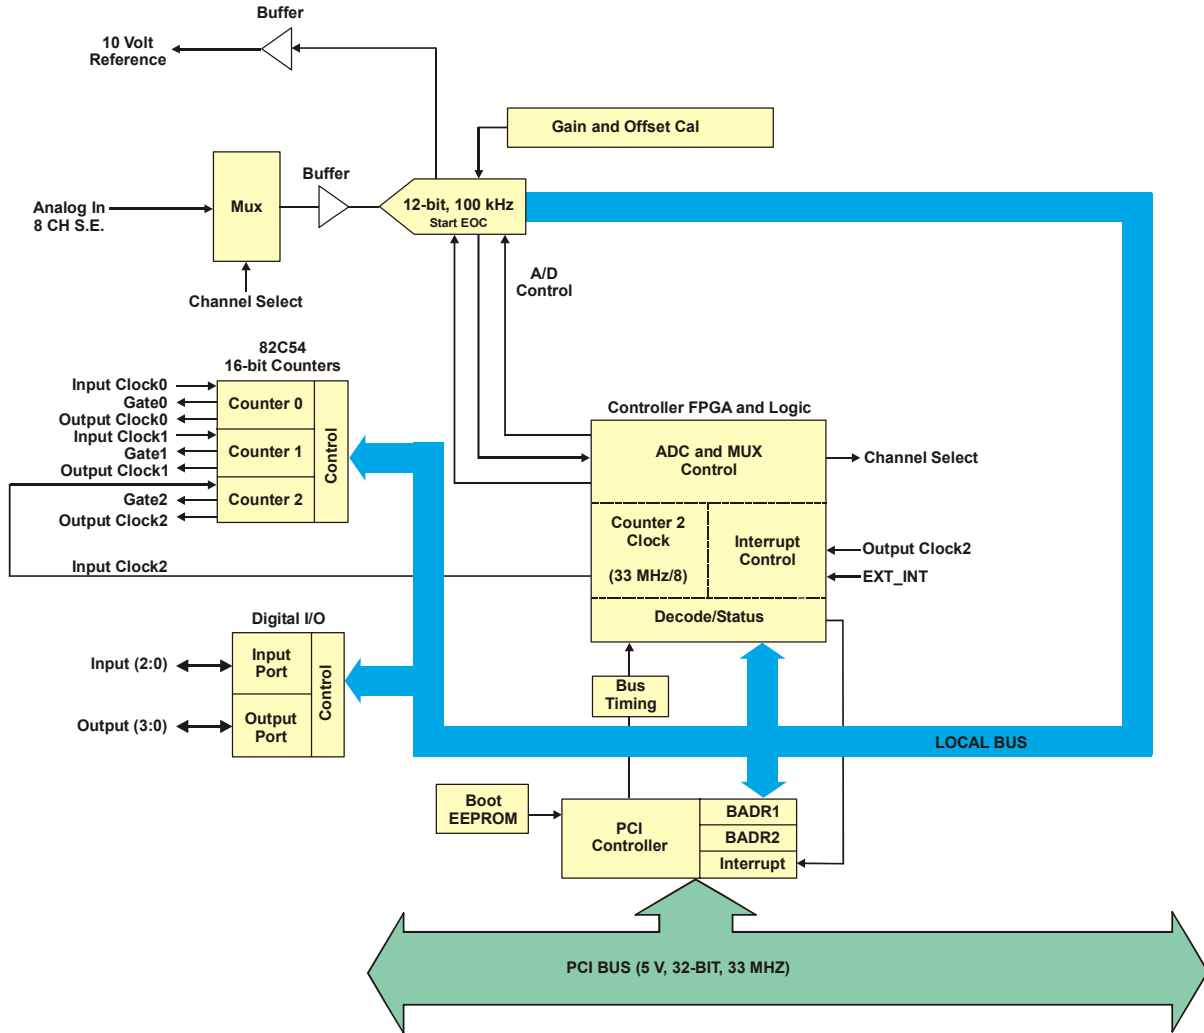 Buffer
10 Volt
Reference
Gain and Offset Cal
Buffer
Mux
12-bit, 100 kHz
Start EOC
Analog In
8 CH S.E.
A/D
Control
Channel Select
82C54
16-bit Counters
Input Clock0
Gate0
Output Clock0
Input Clock1
Gate1
Output Clock1
Gate2
Output Clock2
Input Clock2
Counter 0
Counter 1
Counter 2
Control
Controller FPGA and Logic
ADC and MUX
Control
Channel Select
Counter 2
Clock
(33 MHz/8)
Interrupt
Control
Output Clock2
EXT_INT
Decode/Status
Digital I/O
Input (2:0)
Input
Port
Output (3:0)
Output
Port
Control
Bus
Timing
LOCAL BUS
Boot
EEPROM
PCI
Controller
BADR1
BADR2
Interrupt
PCI BUS (5 V, 32-BIT, 33 MHZ)